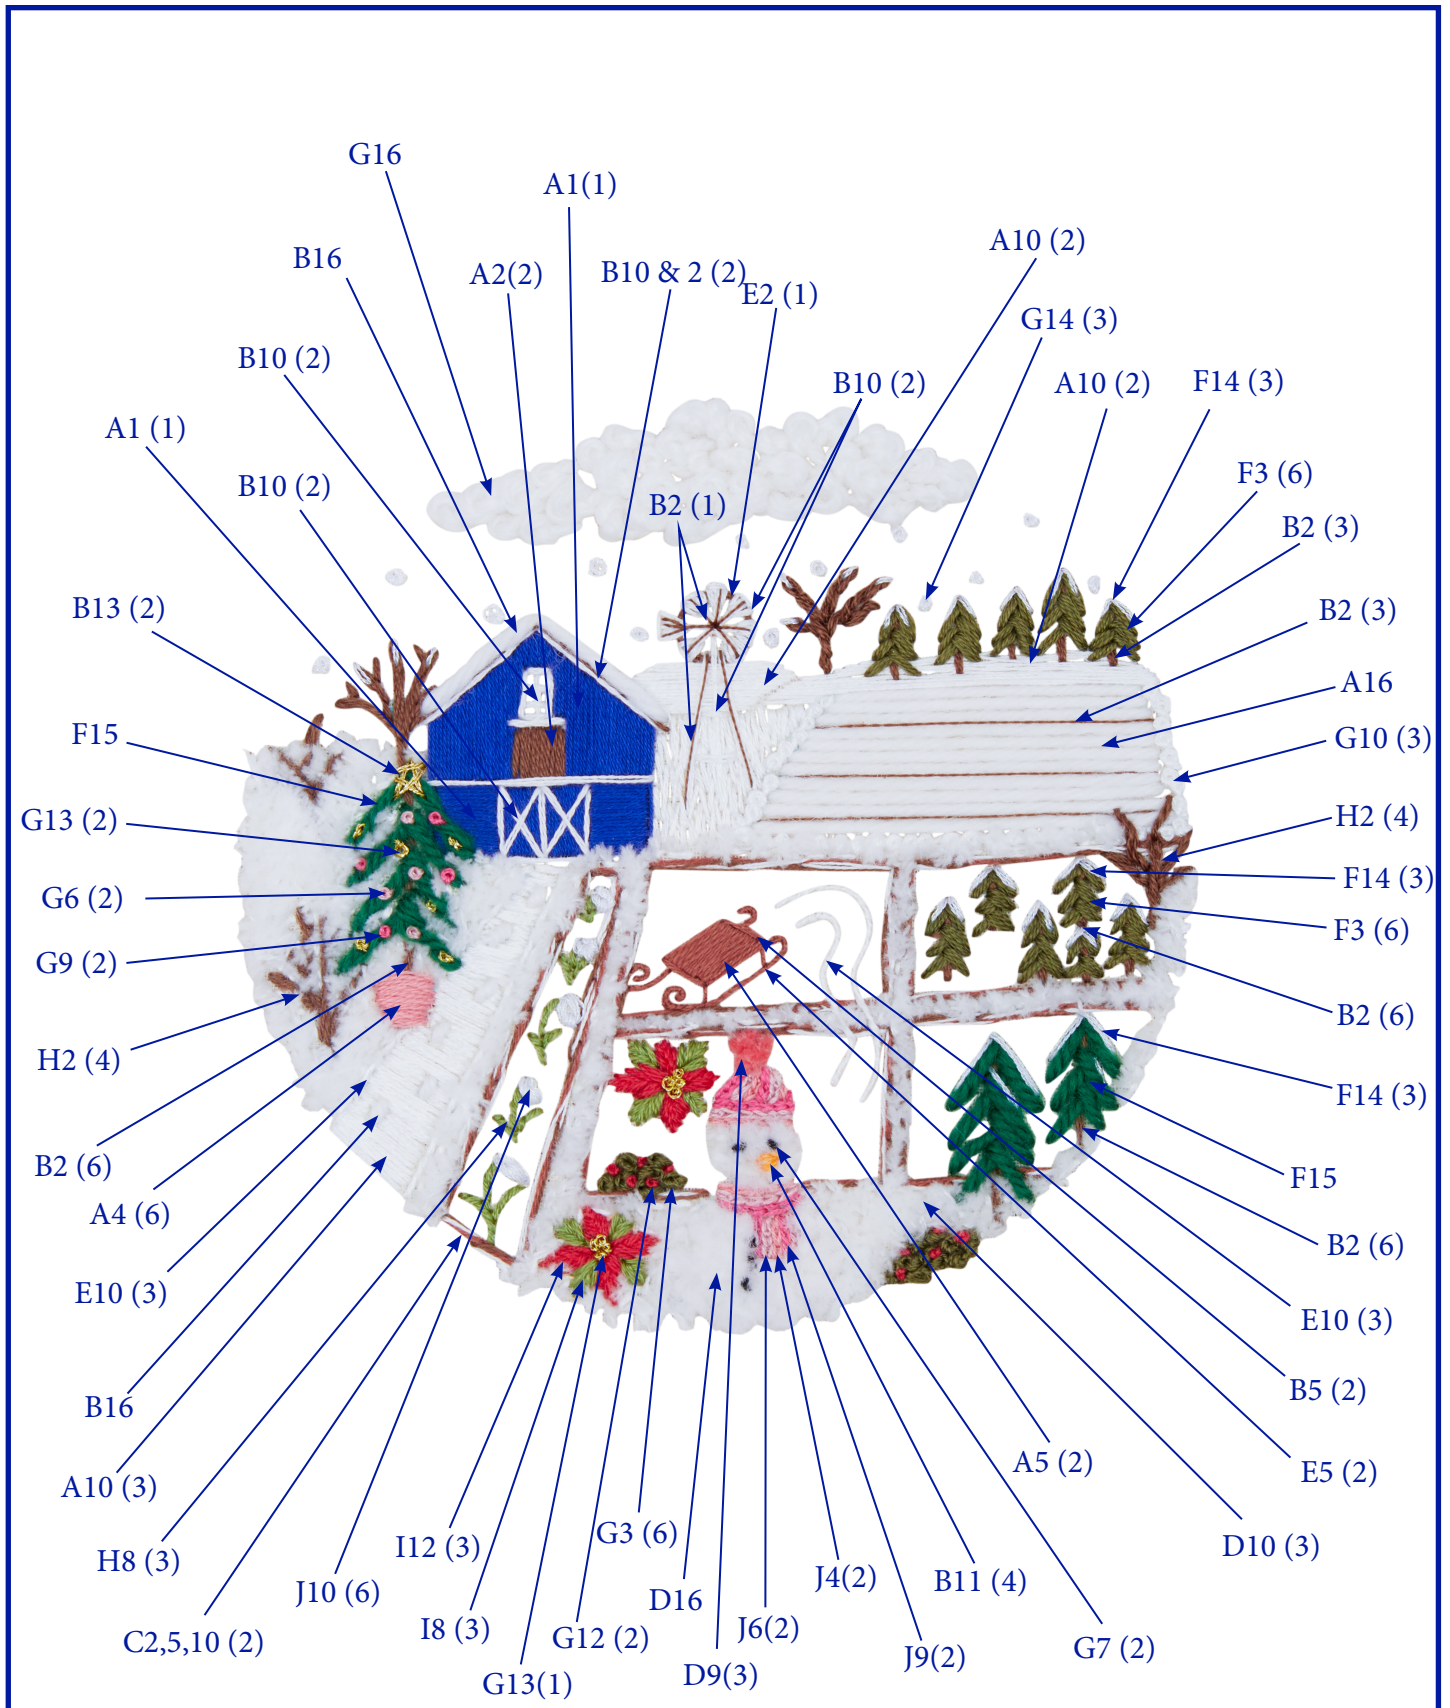 G16
A1(1)
A10 (2)
B16
A2(2)
B10 & 2 (2)
E2 (1)
G14 (3)
B10 (2)
B10 (2)
A10 (2)
F14 (3)
A1 (1)
B10 (2)
B2 (1)
F3 (6)
B2 (3)
B13 (2)
B2 (3)
A16
F15
G10 (3)
G13 (2)
H2 (4)
G6 (2)
F14 (3)
F3 (6)
G9 (2)
B2 (6)
H2 (4)
F14 (3)
B2 (6)
F15
A4 (6)
B2 (6)
E10 (3)
E10 (3)
B5 (2)
B16
A5 (2)
E5 (2)
A10 (3)
G3 (6)
I12 (3)
D10 (3)
H8 (3)
J4(2)
B11 (4)
J10 (6)
D16
I8 (3)
J6(2)
C2,5,10 (2)
G12 (2)
G7 (2)
J9(2)
D9(3)
G13(1)